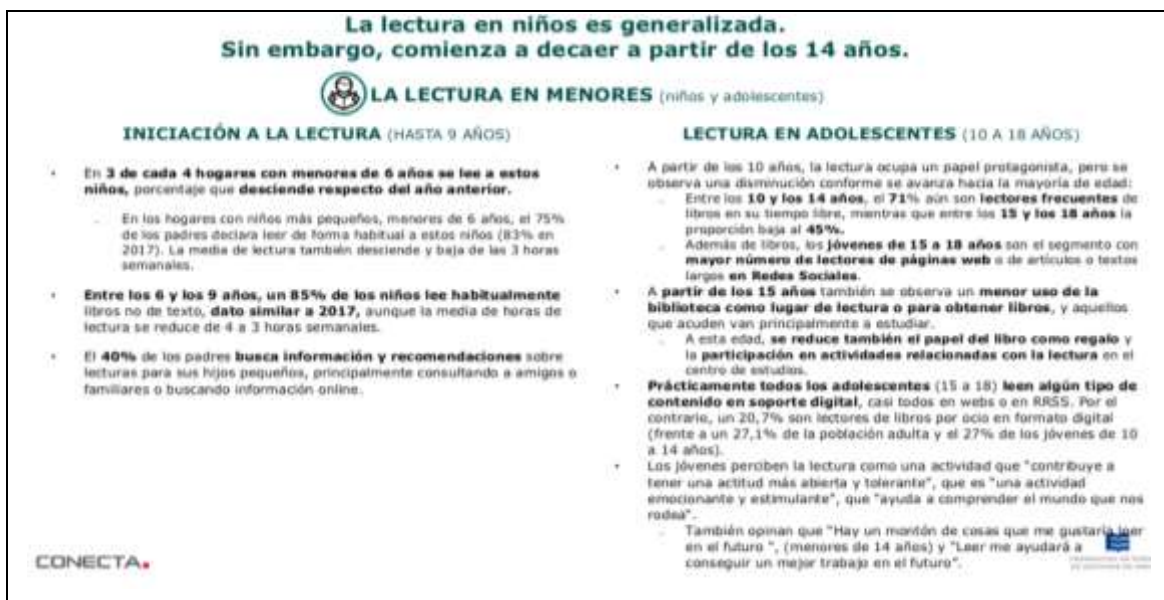 La lectura en niños es generalizada.
Sin embargo, comienza a decaer a partir de los 14 años.
LA LECTURA EN MENORES (niños y adolescentes)
INICIACIÓN A LA LECTURA (HASTA 9 AÑOS)
• En 3 de cada 4 hogares con menores de 6 años se lee a estos
niños, porcentaje que desciende respecto del año anterior.
En los hogares con niños más pequeños, menores de 6 años, el 75%
de los padres declara leer de forma habitual a estos niños (83% en
2017). La media de lectura también desciende y baja de las 3 horas
semanales.
• Entre los 6 y los 9 años, un 85% de los niños lee habitualmente
libros no de texto, dato similar a 2017, aunque la media de horas de
lectura se reduce de 4 a 3 horas semanales.
• El 40% de los padres busca información y recomendaciones sobre
lecturas para sus hijos pequeños, principalmente consultando a amigos o
familiares o buscando información online.
LECTURA EN ADOLESCENTES (10 A 18 AÑOS)
• A partir de los 10 años, la lectura ocupa un papel protagonista, pero se
observa una disminución conforme se avanza hacia la mayoría de edad:
Entre los 10 y los 14 años, el 71% aún son lectores frecuentes de
libros en su tiempo libre, mientras que entre los 15 y los 18 años la
proporción baja al 45%.
Además de libros, los jóvenes de 15 a 18 años son el segmento con
mayor número de lectores de páginas web o de artículos o textos
largos en Redes Sociales.
• A partir de los 15 años también se observa un menor uso de la
biblioteca como lugar de lectura o para obtener libros, y aquellos
que acuden van principalmente a estudiar.
A esta edad, se reduce también el papel del libro como regalo y
la participación en actividades relacionadas con la lectura en el
centro de estudios.
• Prácticamente todos los adolescentes (15 a 18) leen algún tipo de
contenido en soporte digital, casi todos en webs o en RRSS. Por el
contrario, un 20,7% son lectores de libros por ocio en formato digital
(frente a un 27,1% de la población adulta y el 27% de los jóvenes de 10
a 14 años).
• Los jóvenes perciben la lectura como una actividad que "contribuye a
tener una actitud más abierta y tolerante", que es "una actividad
emocionante y estimulante", que "ayuda a comprender el mundo que nos
rodea".
También opinan que "Hay un montón de cosas que me gustaría leer
en el futuro ", (menores de 14 años) y "Leer me ayudará a
conseguir un mejor trabajo en el futuro".
CONECTA.